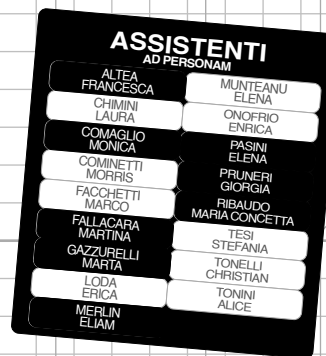 ASSISTENTI
AD PERSONAM
ALTEA
FRANCESCA
CHIMINI
LAURA
COMAGLIO
MONICA
COMINETTI
MORRIS
FACCHETTI
MARCO
FALLACARA
MARTINA
GAZZURELLI
MARTA
LODA
ERICA
MERLIN
ELIAM
MUNTEANU
ELENA
ONOFRIO
ENRICA
PASINI
ELENA
PRUNERI
GIORGIA
RIBAUDO
MARIA CONCETTA
TESI
STEFANIA
TONELLI
CHRISTIAN
TONINI
ALICE